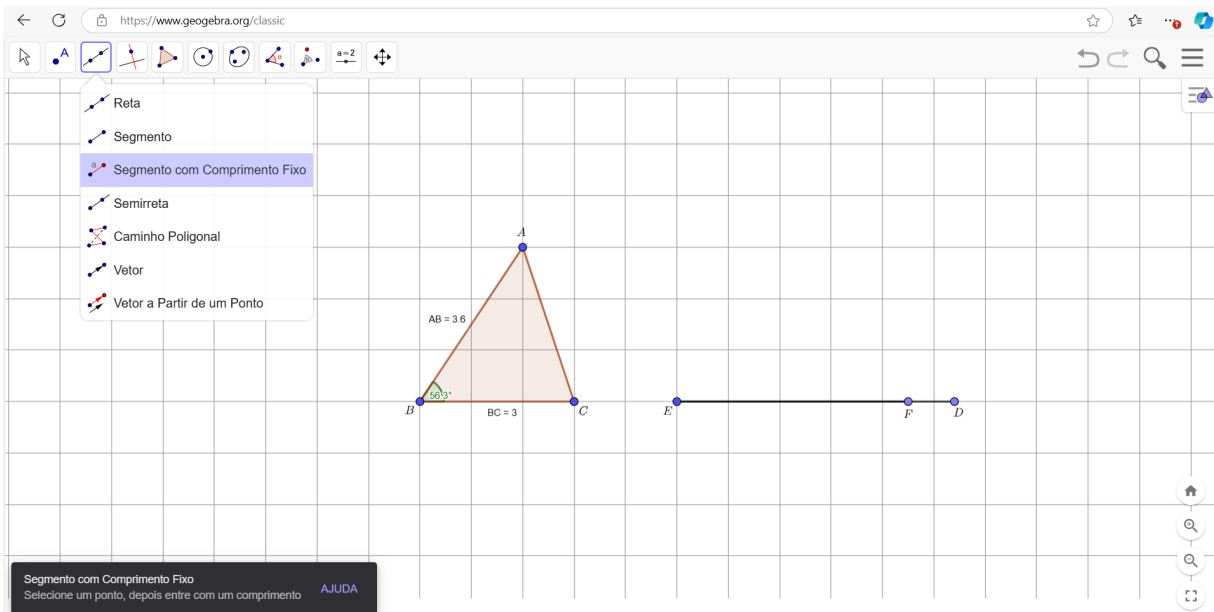 https://www.geogebra.org/classic
A
a = 2
Reta
Segmento
a
Segmento com Comprimento Fixo
Semirreta
Caminho Poligonal
Vetor
Vetor a Partir de um Ponto
A
AB = 3.6
56.3°
B
BC = 3
C
E
F
D
Segmento com Comprimento Fixo
Selecione um ponto, depois entre com um comprimento
AJUDA